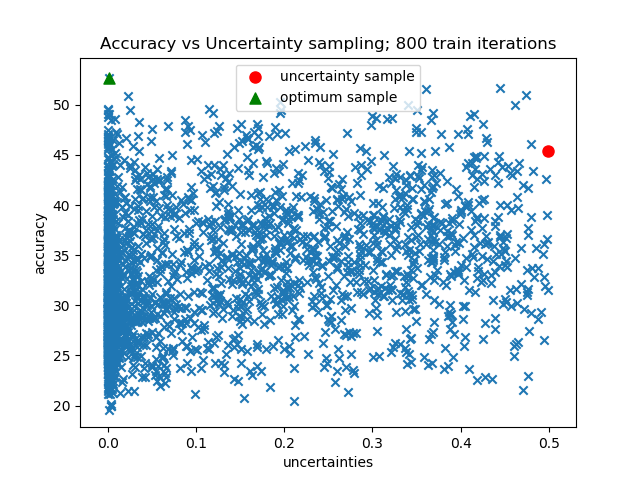 Accuracy vs Uncertainty sampling; 800 train iterations
uncertainty sample
optimum sample
50
45
40
35
30
25
20
accuracy
0.0 0.1 0.2 0.3 0.4 0.5
uncertainties